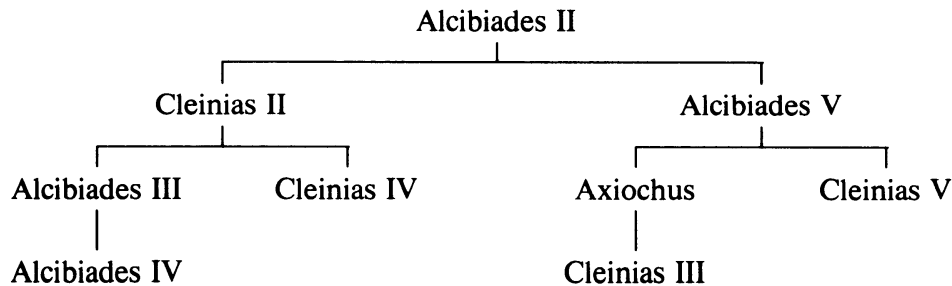 Alcibiades II
Cleinias II Alcibiades V
Alcibiades III Cleinias IV Axiochus Cleinias V
Alcibiades IV Cleinias III